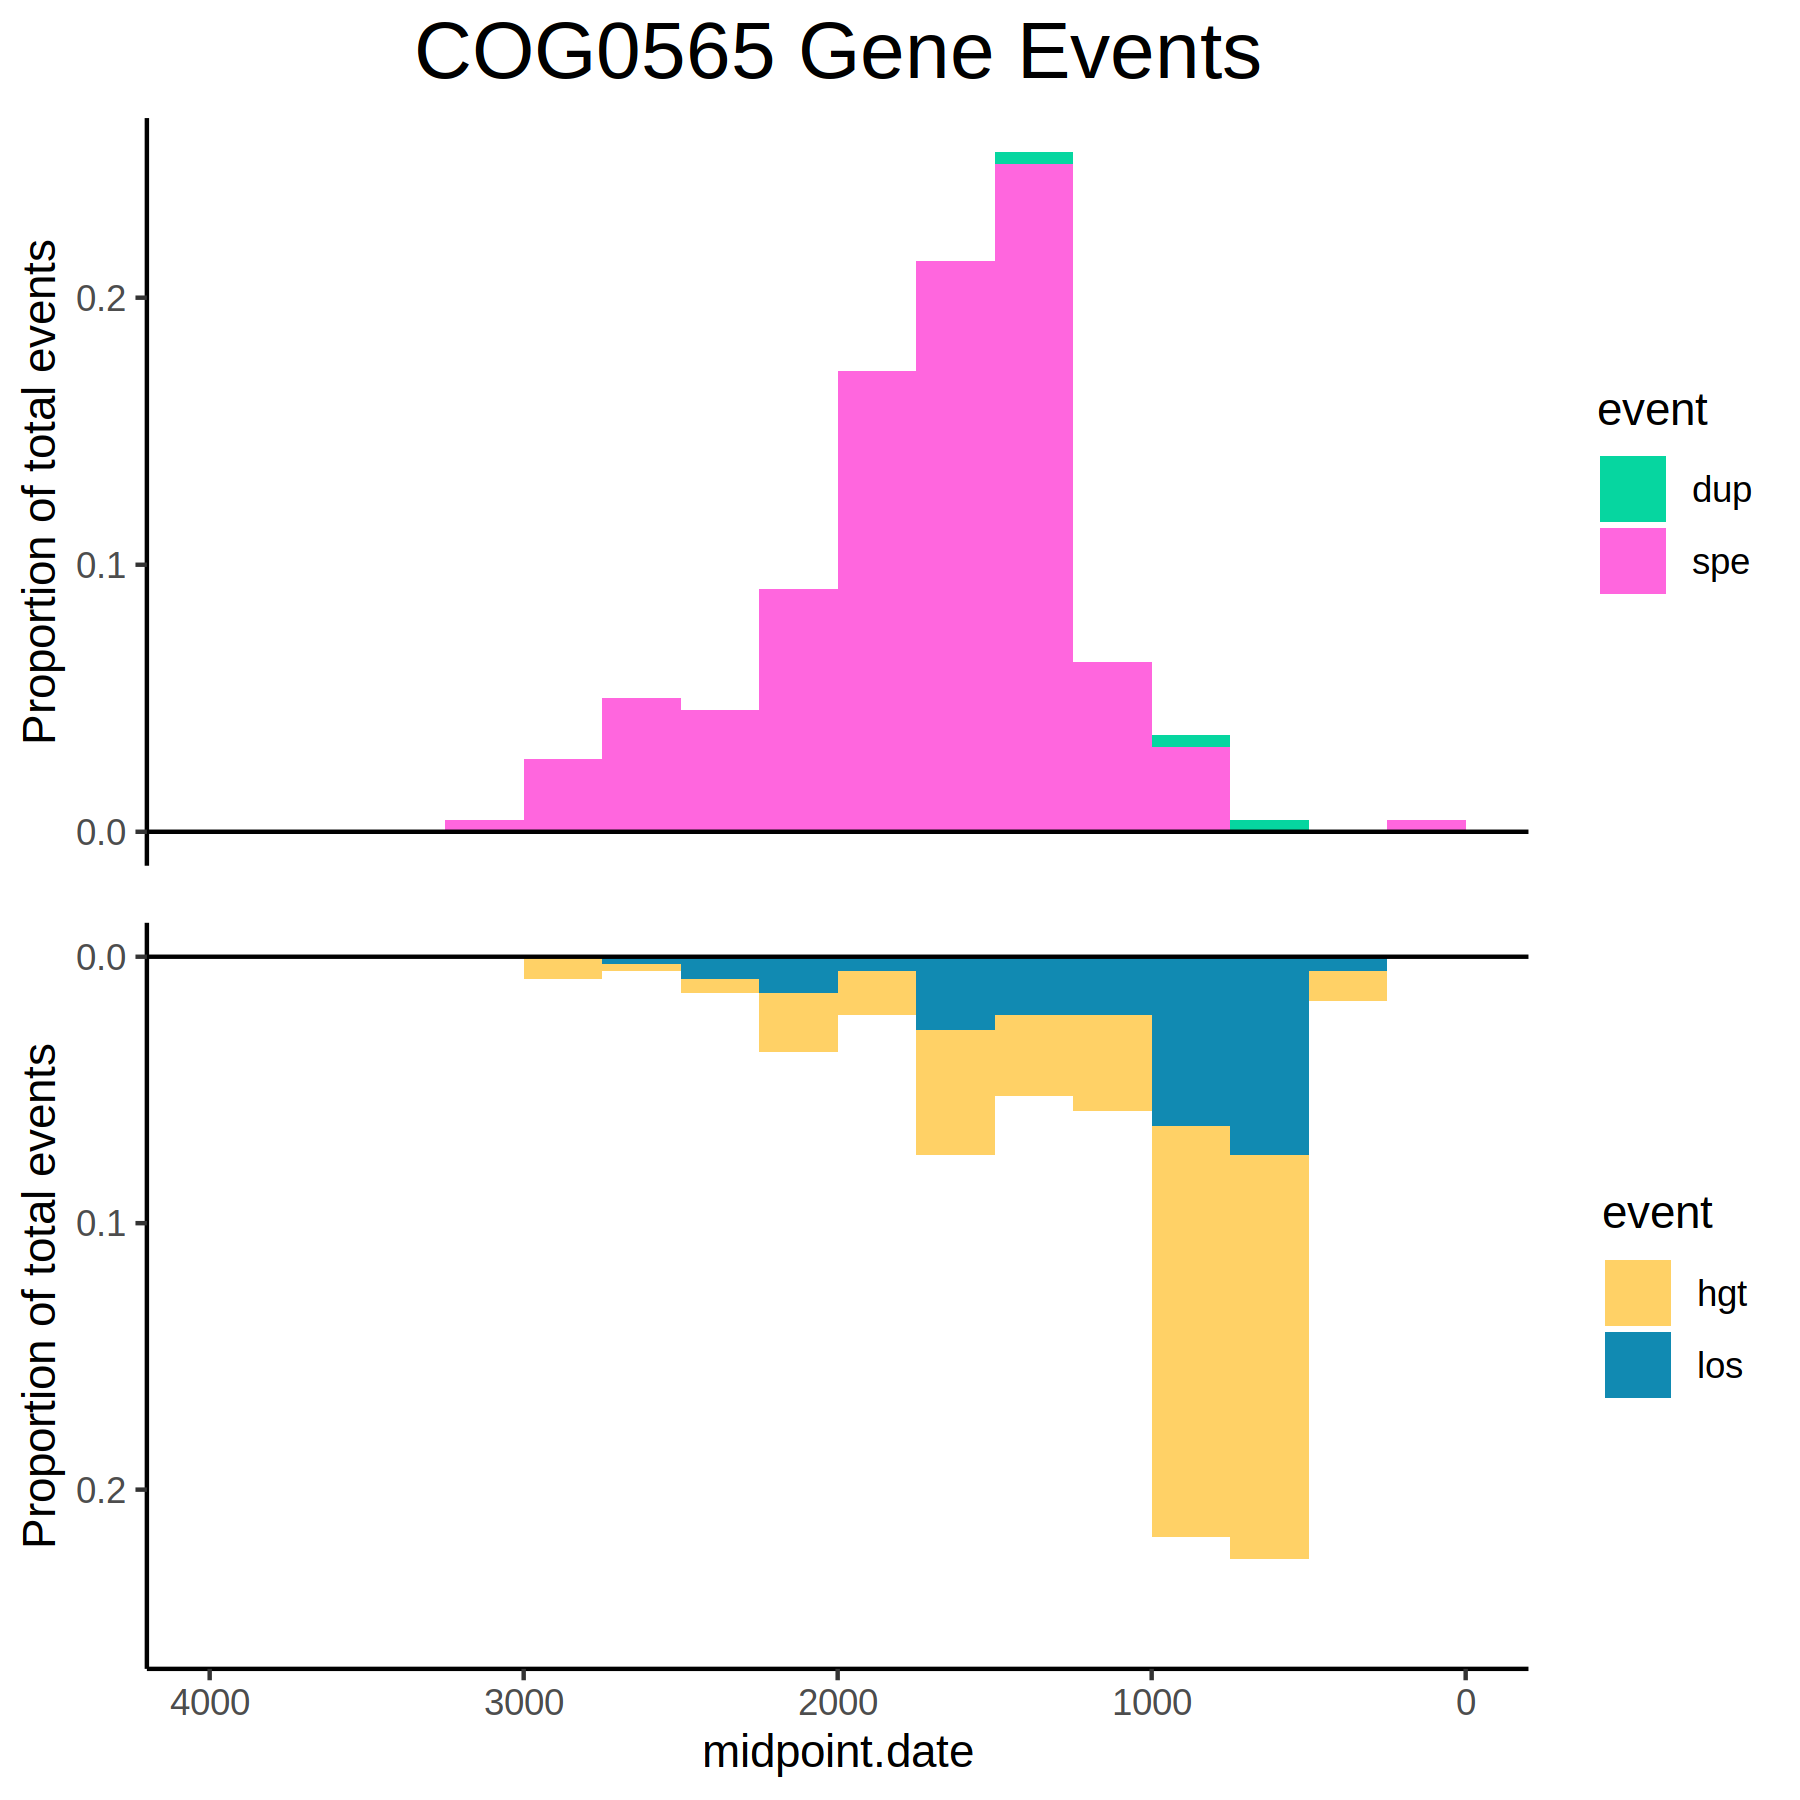 COG0565 Gene Events
Proportion of total events
0.2
0.1
0.0
event
dup
spe
Proportion of total events
0.0
0.1
0.2
event
hgt
los
4000 3000 2000 1000 0
midpoint.date